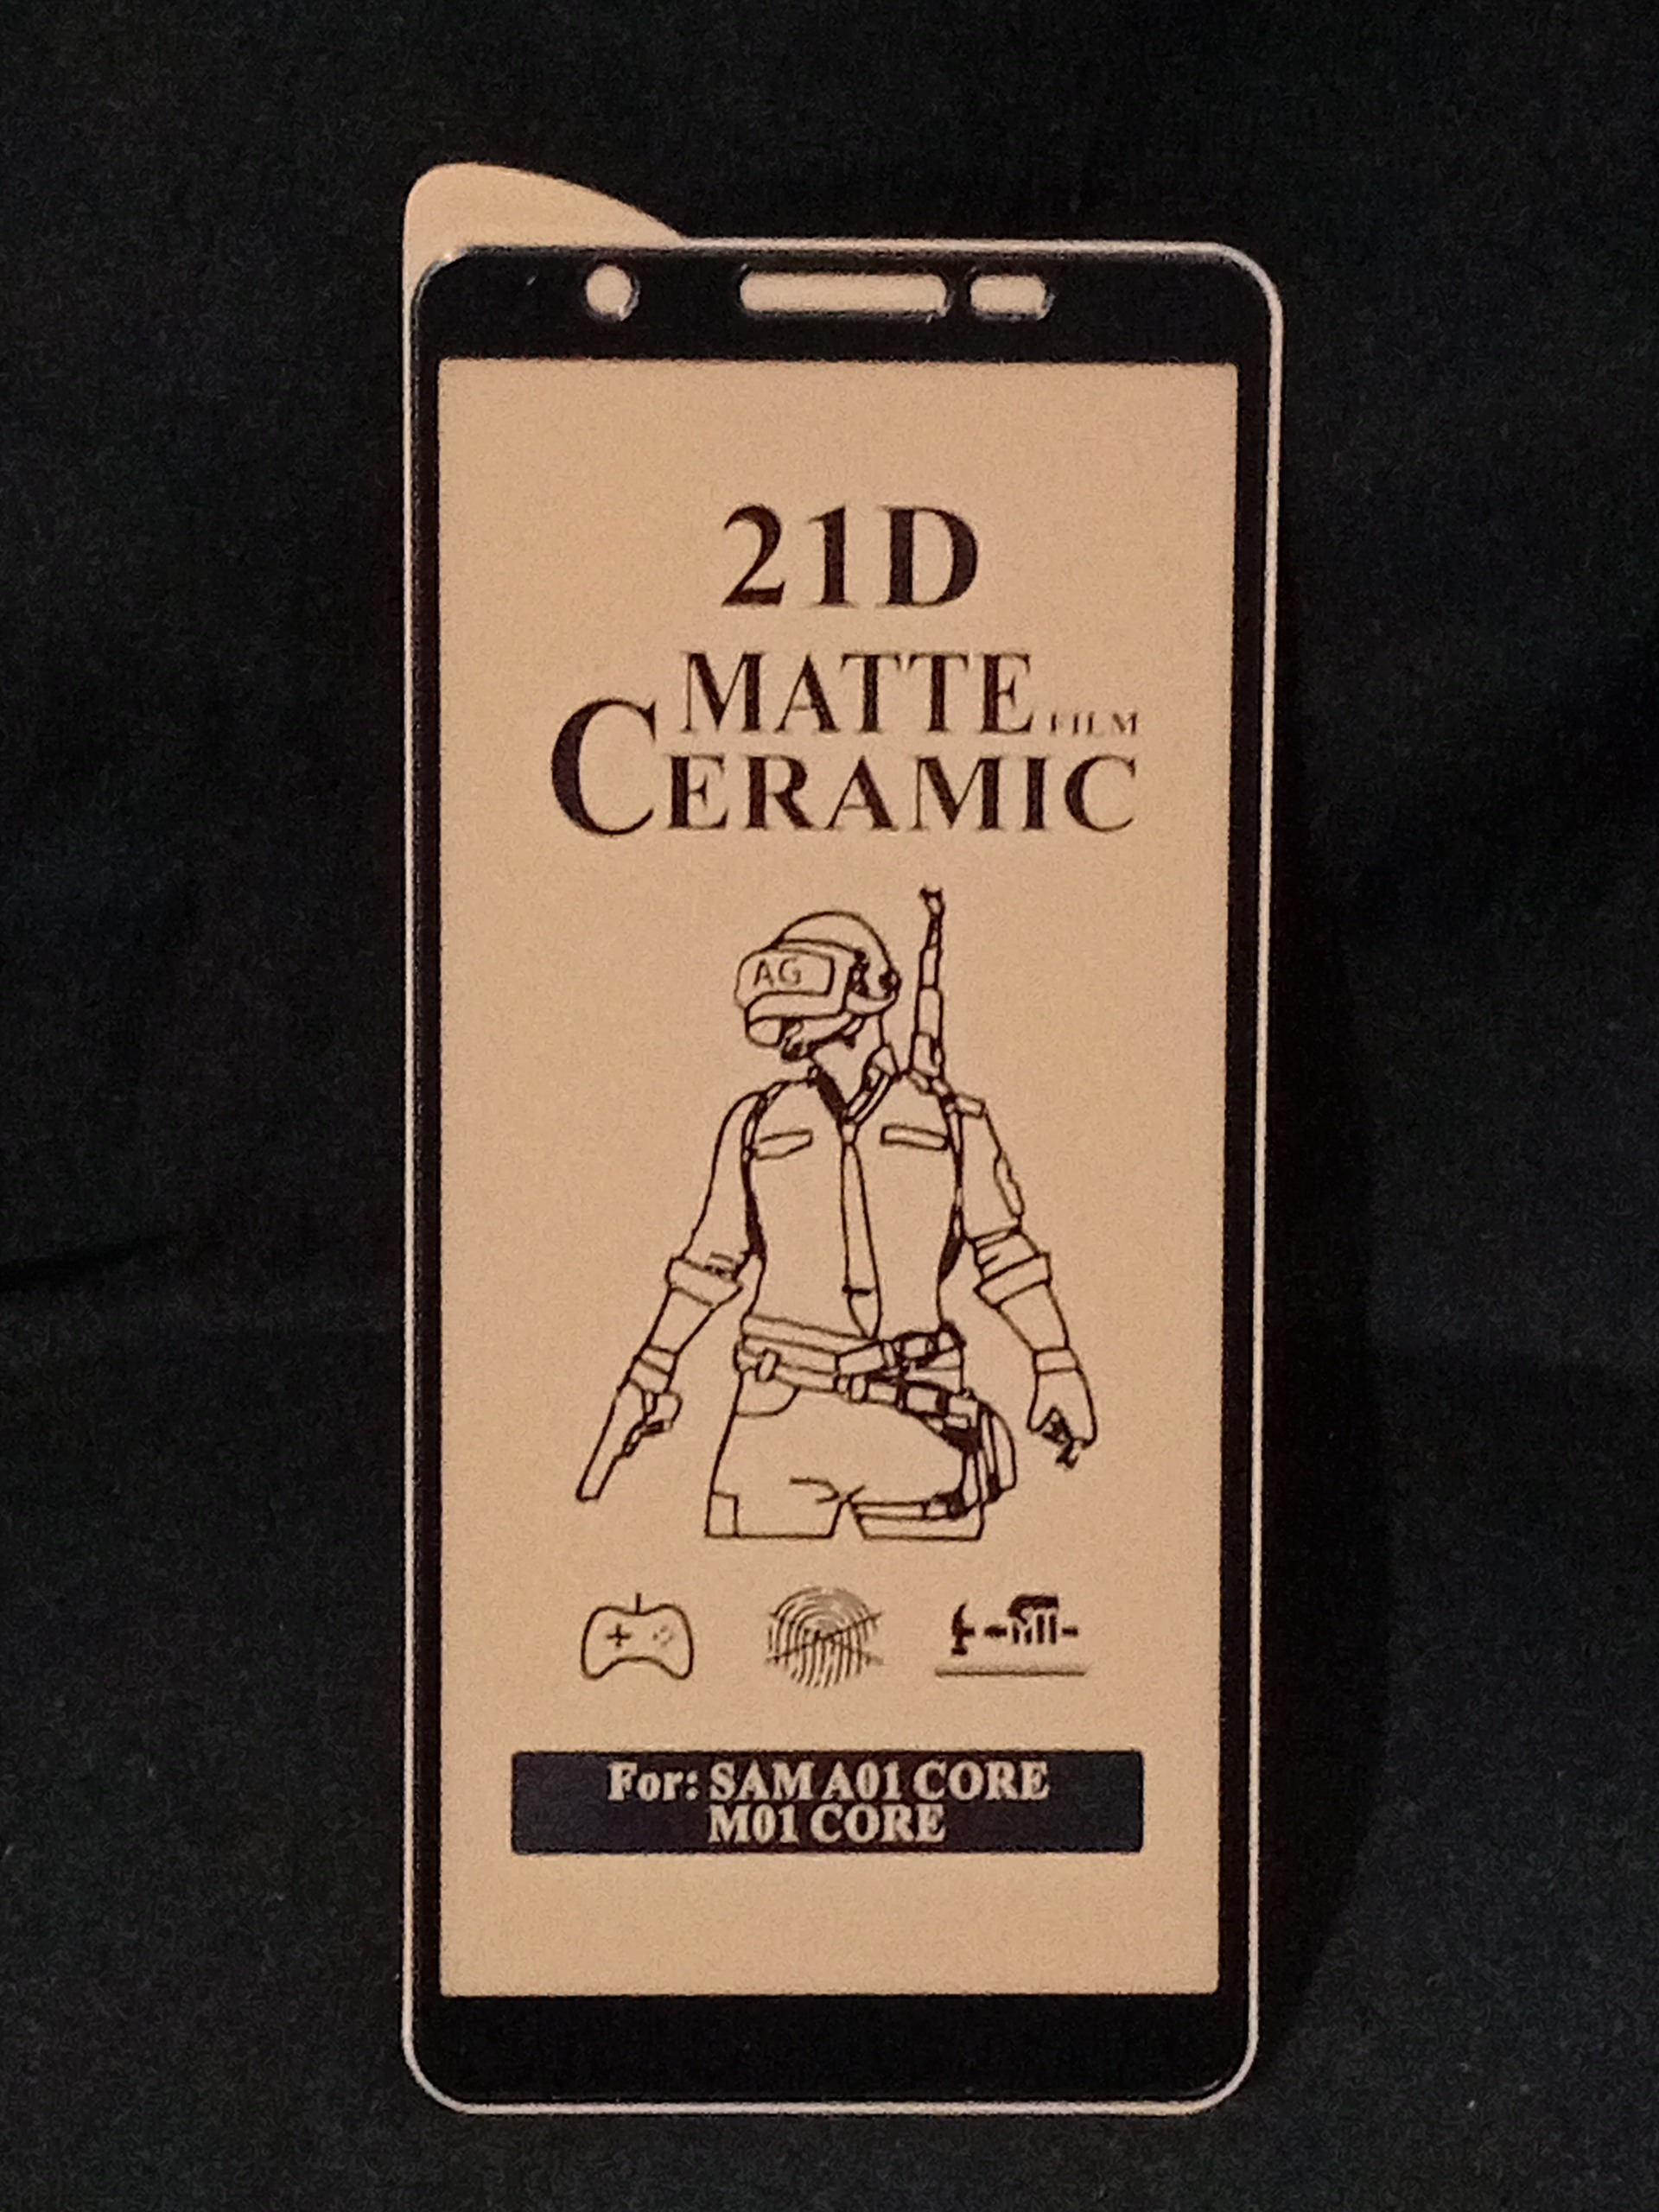 21D
MATTE FILM
CERAMIC
AG
For: SAM A01 CORE
M01 CORE